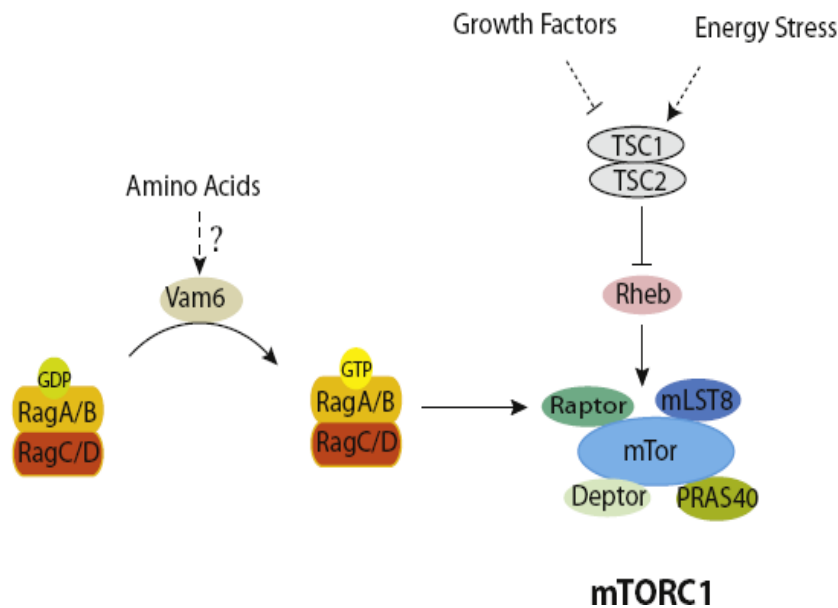 Growth Factors
Energy Stress
TSC1
TSC2
Amino Acids
?
Vam6
Rheb
GDP
RagA/B
RagC/D
GTP
RagA/B
RagC/D
Raptor
mLST8
mTor
Deptor
PRAS40
mTORC1